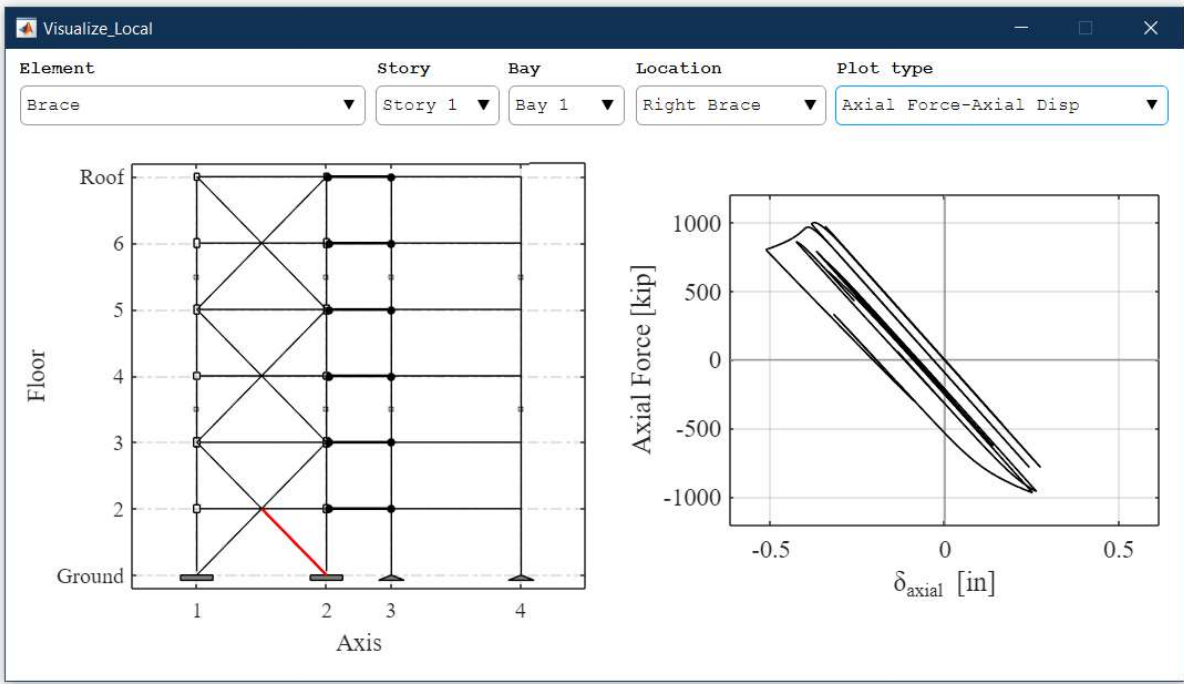 Visualize_Local
Element Story Bay Location Plot type
Brace Story 1 Bay 1 Right Brace Axial Force-Axial Disp
Roof
6
5
4
3
2
Ground
Floor
1 2 3 4
Axis
1000
500
0
-500
-1000
Axial Force [kip]
-0.5 0 0.5
δaxial [in]